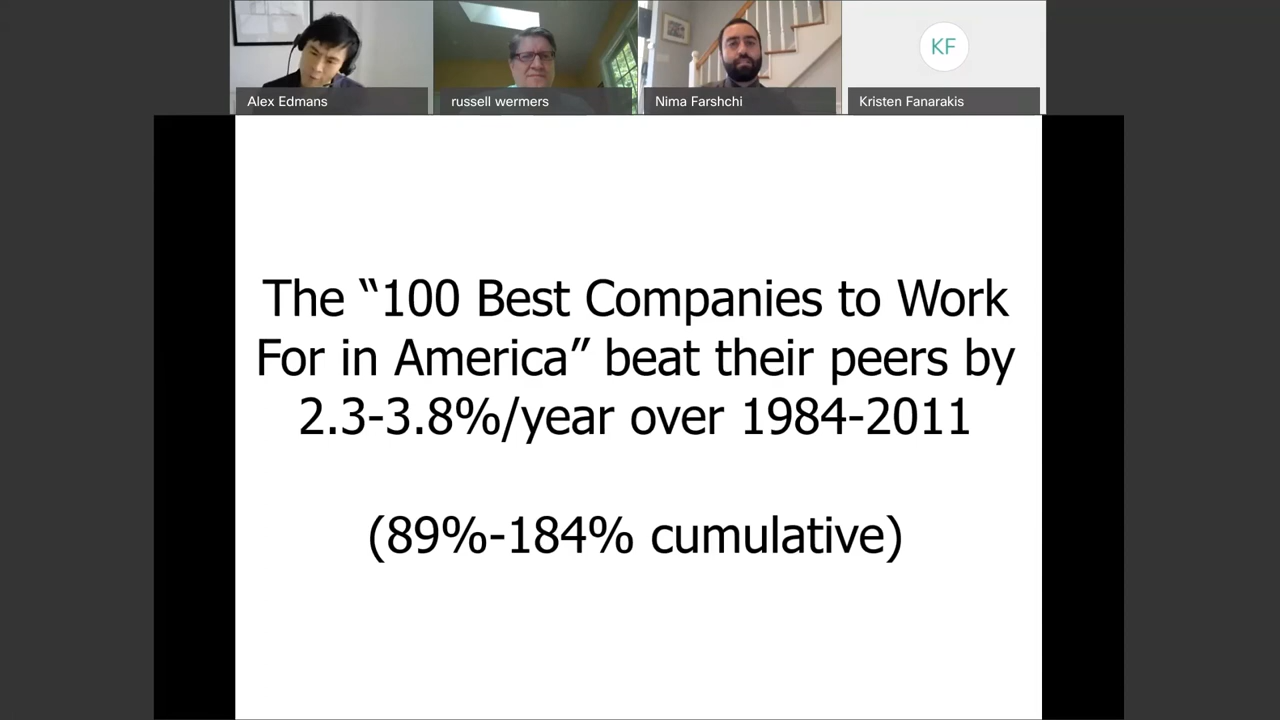 KF
Alex Edmans
russell wermers
Nima Farshchi
Kristen Fanarakis
The “100 Best Companies to Work
For in America” beat their peers by
2.3-3.8%/year over 1984-2011
(89%-184% cumulative)